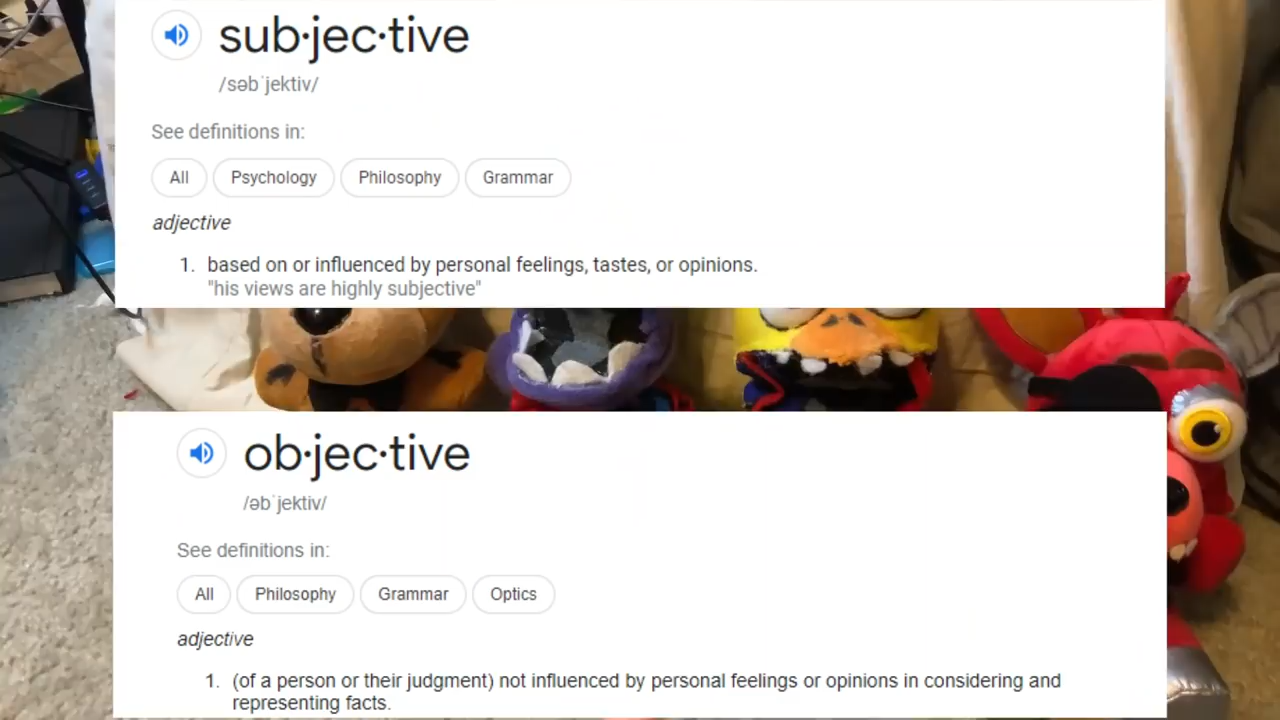 sub·jec·tive
/səbˈjektiv/
See definitions in:
All Psychology Philosophy Grammar
adjective
1. based on or influenced by personal feelings, tastes, or opinions.
"his views are highly subjective"
ob·jec·tive
/əbˈjektiv/
See definitions in:
All Philosophy Grammar Optics
adjective
1. (of a person or their judgment) not influenced by personal feelings or opinions in considering and
representing facts.